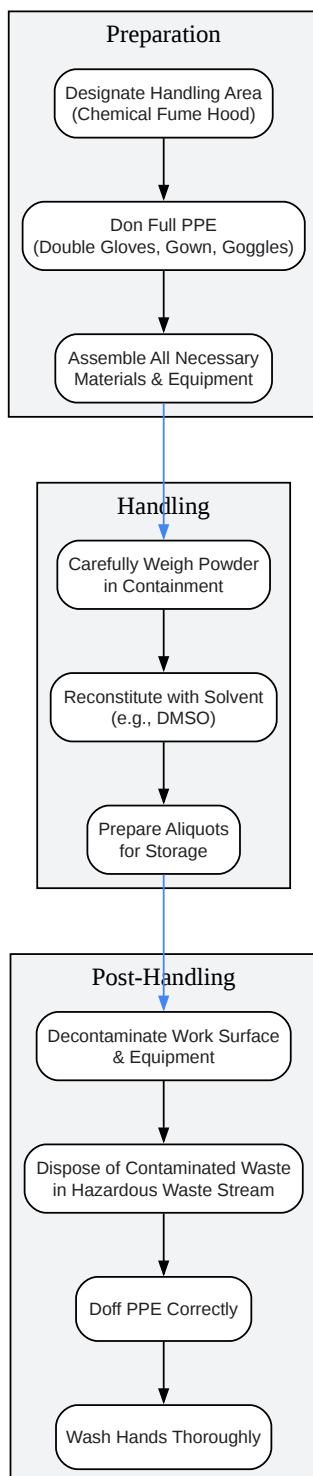 Preparation
Designate Handling Area
(Chemical Fume Hood)
Don Full PPE
(Double Gloves, Gown, Goggles)
Assemble All Necessary
Materials & Equipment
Handling
Carefully Weigh Powder
in Containment
Reconstitute with Solvent
(e.g., DMSO)
Prepare Aliquots
for Storage
Post-Handling
Decontaminate Work Surface
& Equipment
Dispose of Contaminated Waste
in Hazardous Waste Stream
Doff PPE Correctly
Wash Hands Thoroughly